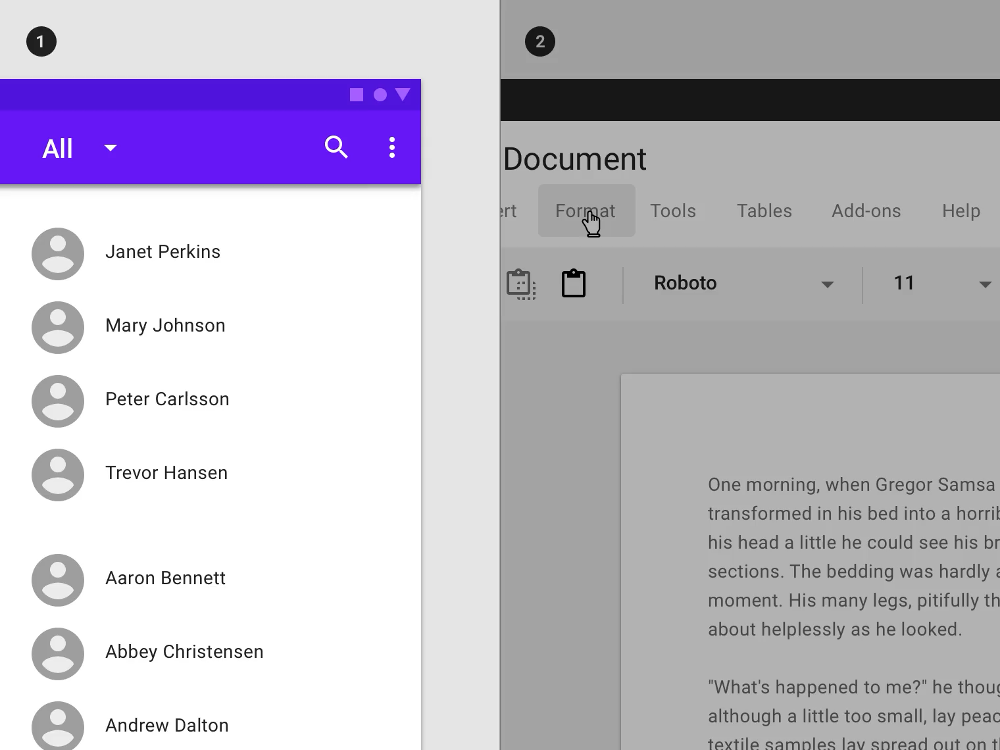 1
All
Janet Perkins
Mary Johnson
Peter Carlsson
Trevor Hansen
Aaron Bennett
Abbey Christensen
Andrew Dalton
2
Document
ert Format Tools Tables Add-ons Help
Roboto 11
One morning, when Gregor Samsa
transformed in his bed into a horrib
his head a little he could see his br
sections. The bedding was hardly a
moment. His many legs, pitifully th
about helplessly as he looked.
"What's happened to me?" he thoug
although a little too small, lay peac
textile samples lay spread out on th